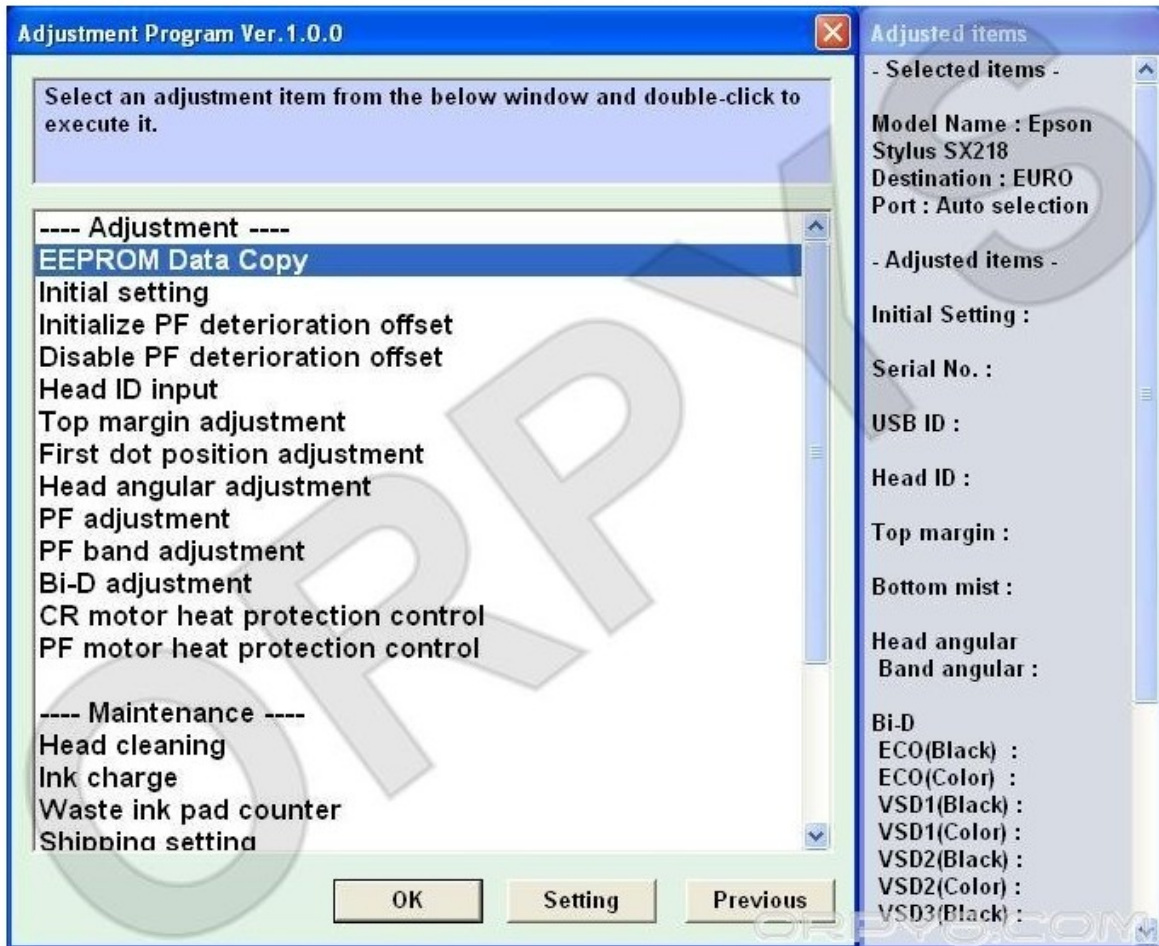 Adjustment Program Ver.1.0.0
Select an adjustment item from the below window and double-click to
execute it.
---- Adjustment ----
EEPROM Data Copy
Initial setting
Initialize PF deterioration offset
Disable PF deterioration offset
Head ID input
Top margin adjustment
First dot position adjustment
Head angular adjustment
PF adjustment
PF band adjustment
Bi-D adjustment
CR motor heat protection control
PF motor heat protection control
---- Maintenance ----
Head cleaning
Ink charge
Waste ink pad counter
Shipping setting
OK
Setting
Previous
Adjusted items
- Selected items -
Model Name : Epson
Stylus SX218
Destination : EURO
Port : Auto selection
- Adjusted items -
Initial Setting :
Serial No. :
USB ID :
Head ID :
Top margin :
Bottom mist :
Head angular
Band angular :
Bi-D
ECO(Black) :
ECO(Color) :
VSD1(Black) :
VSD1(Color) :
VSD2(Black) :
VSD2(Color) :
VSD3(Black) :
ORPYS
ORPYS.COM